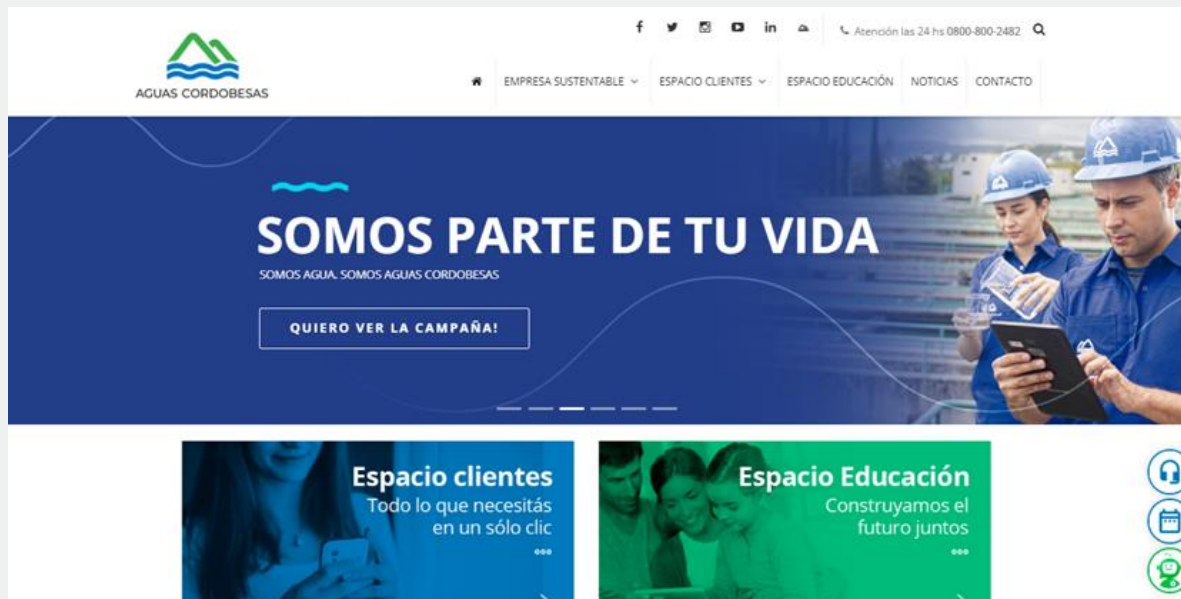 Atención las 24 hs 0800-800-2482
AGUAS CORDOBESAS
EMPRESA SUSTENTABLE
ESPACIO CLIENTES
ESPACIO EDUCACIÓN
NOTICIAS
CONTACTO
SOMOS PARTE DE TU VIDA
SOMOS AGUA. SOMOS AGUAS CORDOBESAS
QUIERO VER LA CAMPAÑA!
Espacio clientes
Todo lo que necesitás
en un sólo clic
Espacio Educación
Construyamos el
futuro juntos